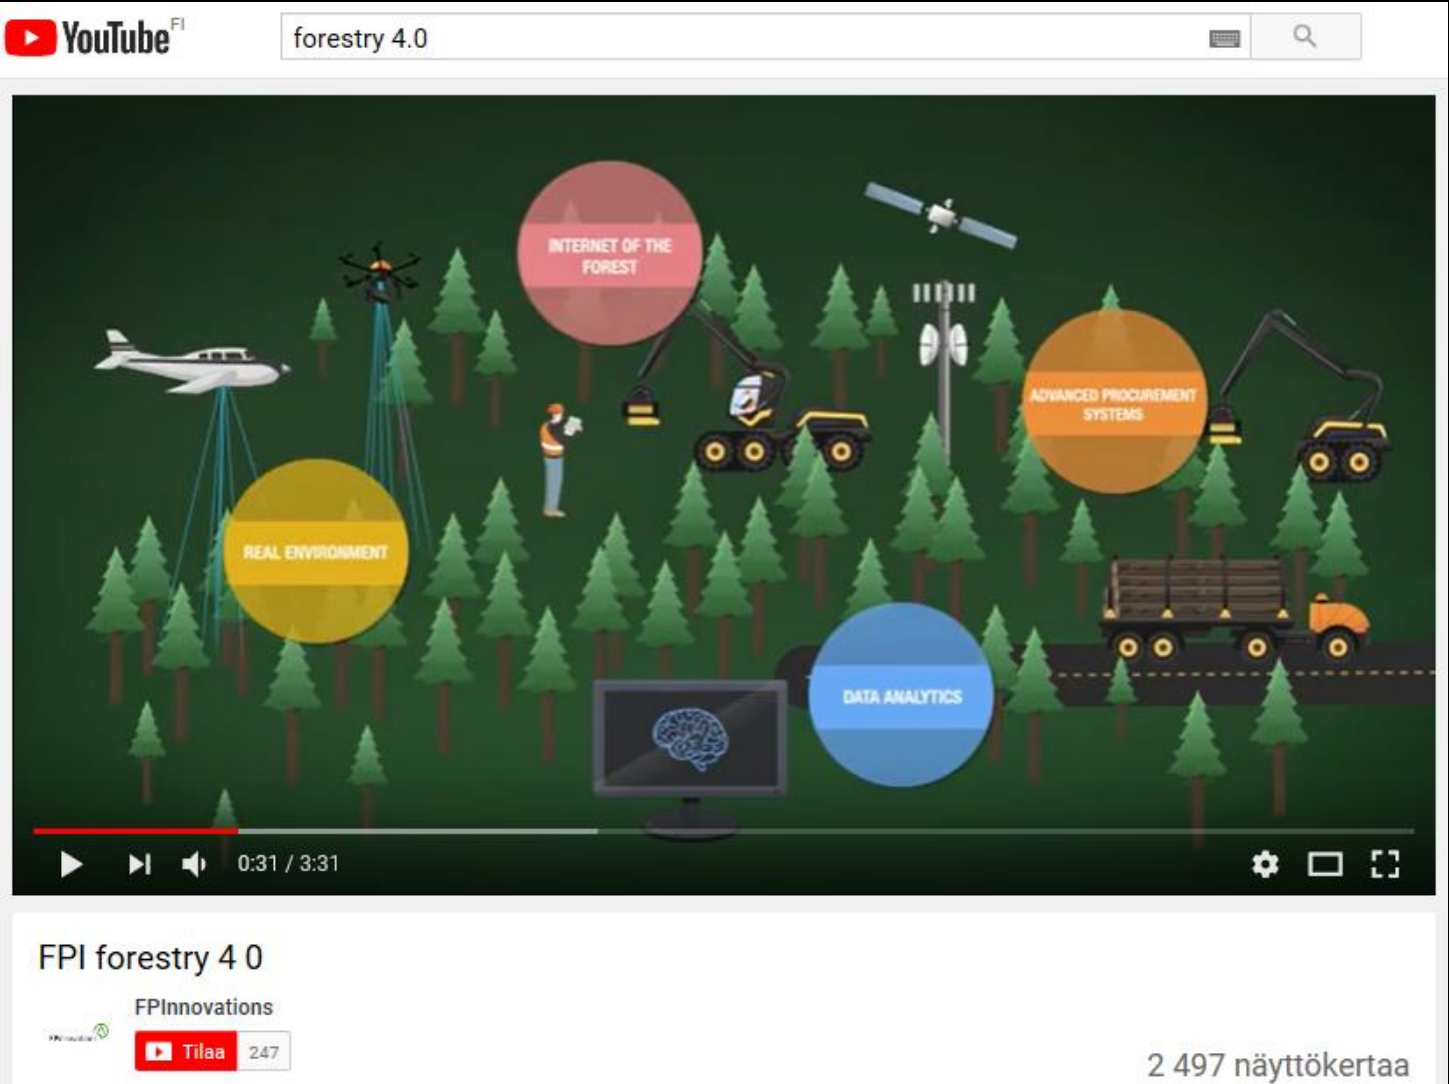 YouTube FI
forestry 4.0
INTERNET OF THE
FOREST
ADVANCED PROCUREMENT
SYSTEMS
REAL ENVIRONMENT
DATA ANALYTICS
0:31 / 3:31
FPI forestry 4 0
FPInnovations
Tilaa 247
2 497 näyttökertaa